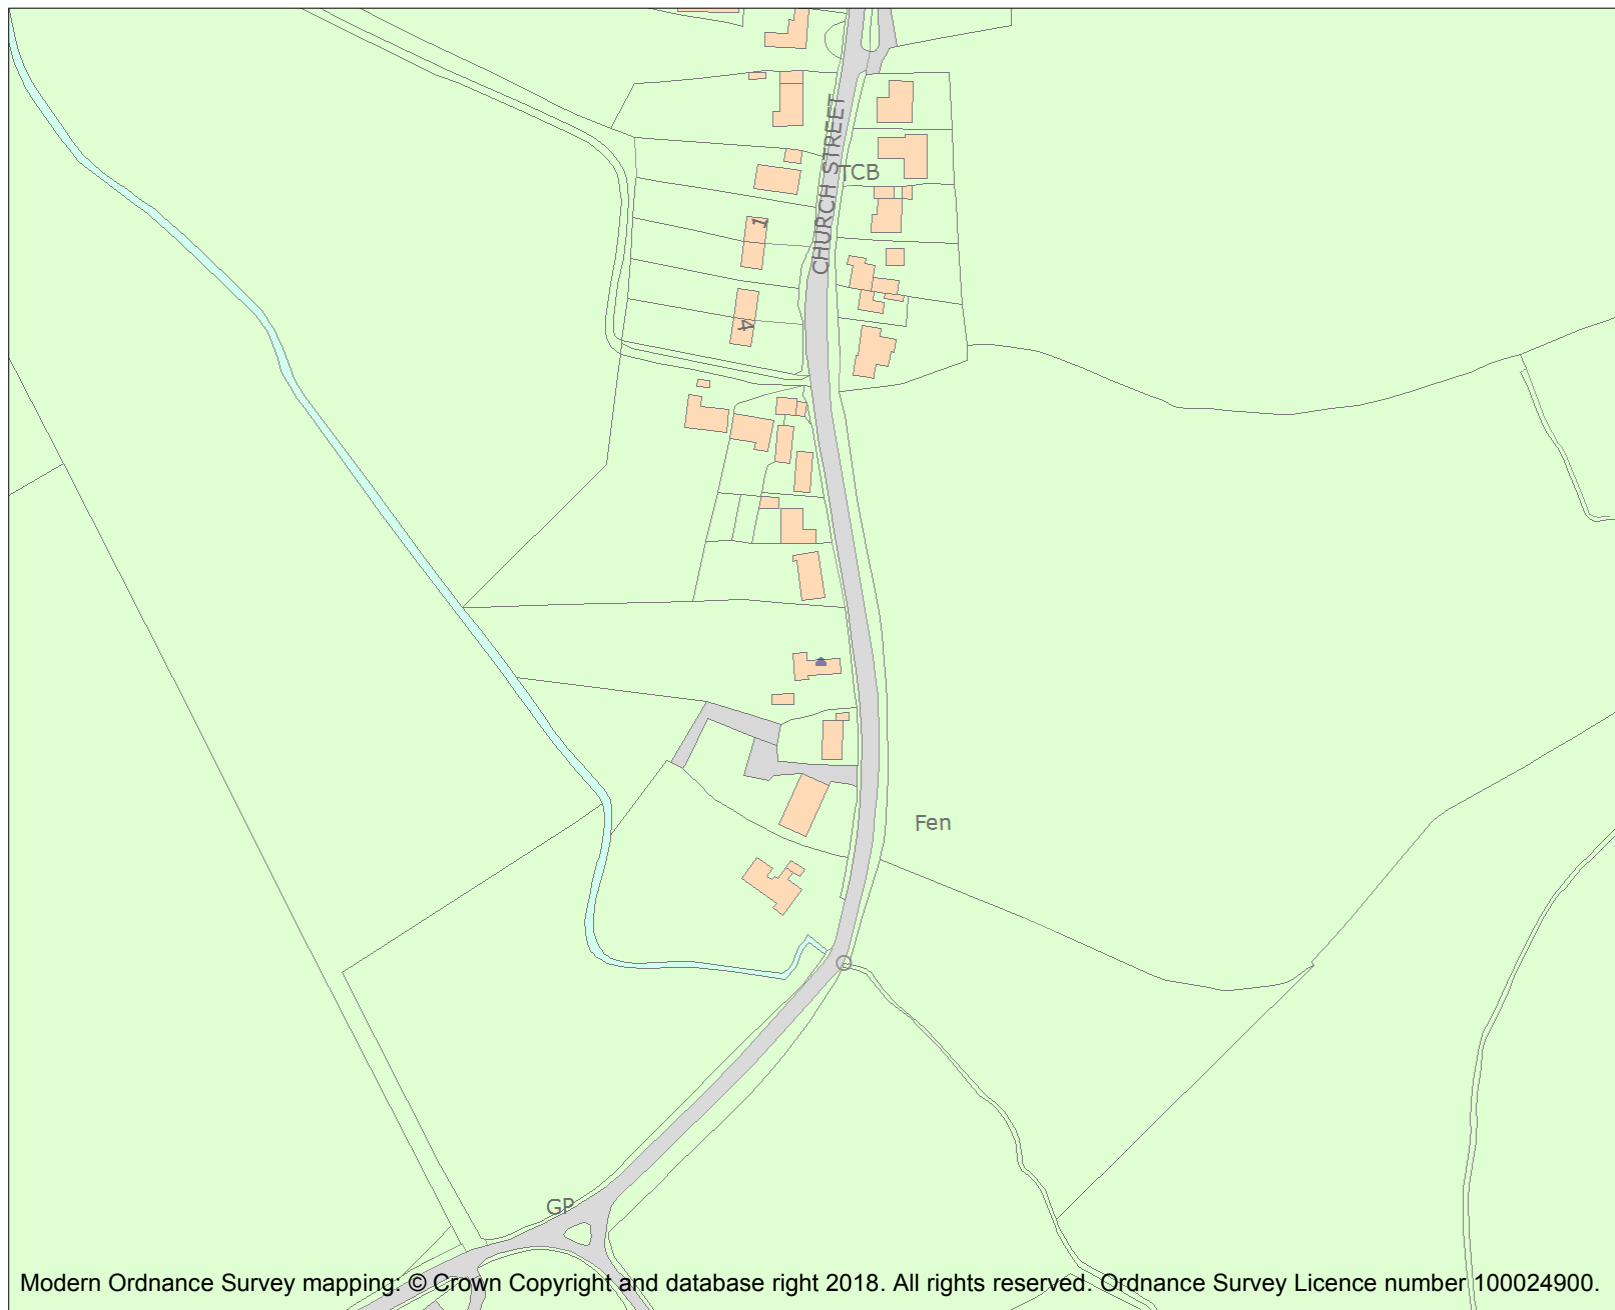 CHURCH STREET
TCB
1
4
Fen
GP
Modern Ordnance Survey mapping: © Crown Copyright and database right 2018. All rights reserved. Ordnance Survey Licence number 100024900.